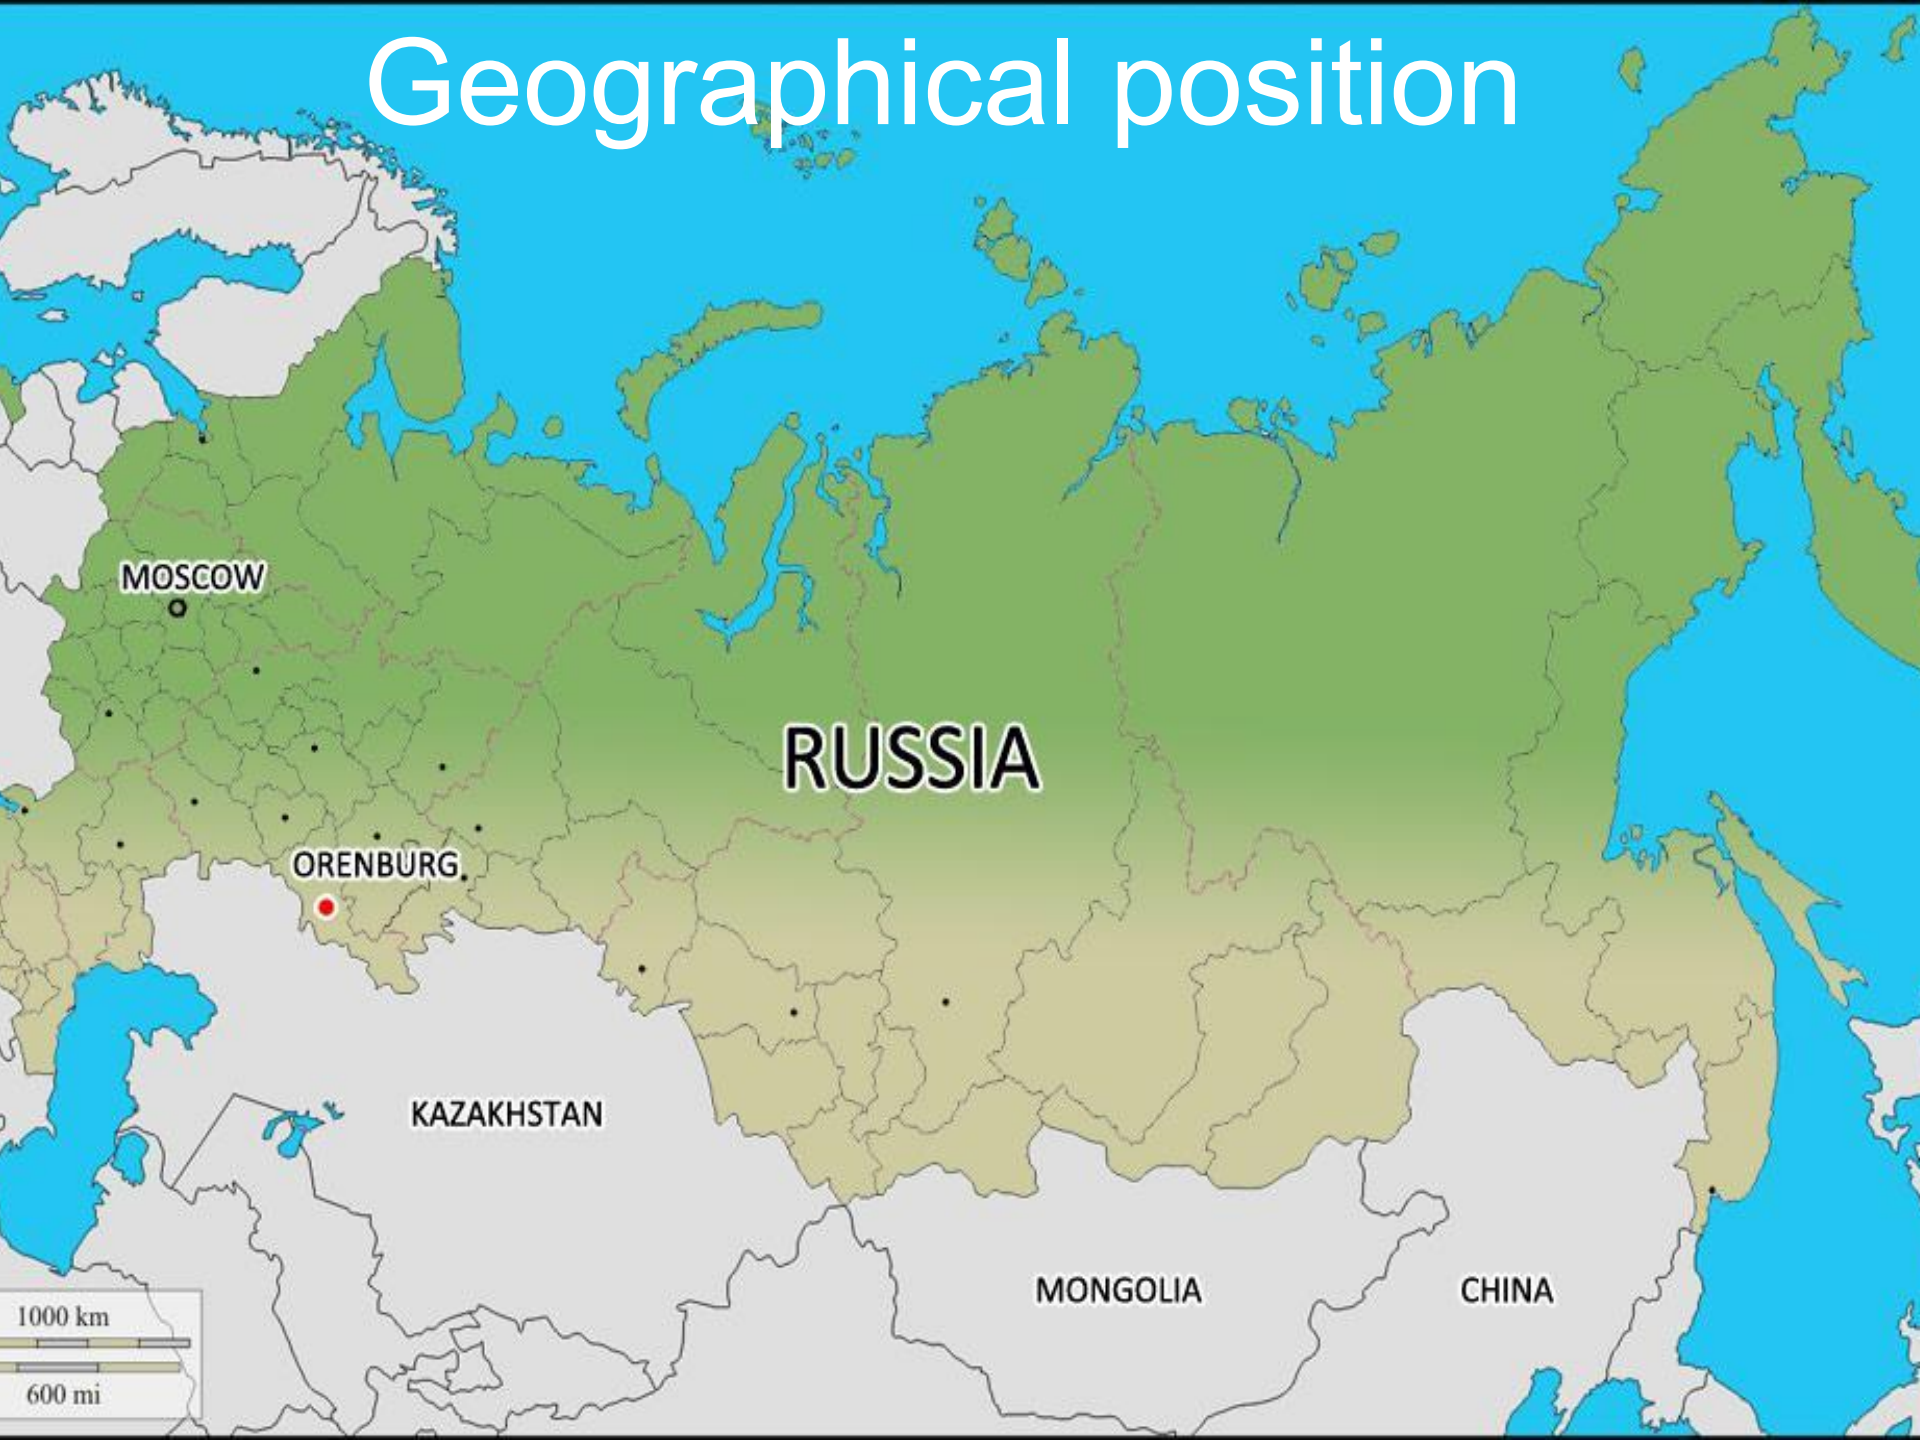 Geographical position
MOSCOW
RUSSIA
ORENBURG
KAZAKHSTAN
MONGOLIA
CHINA
1000 km
600 mi